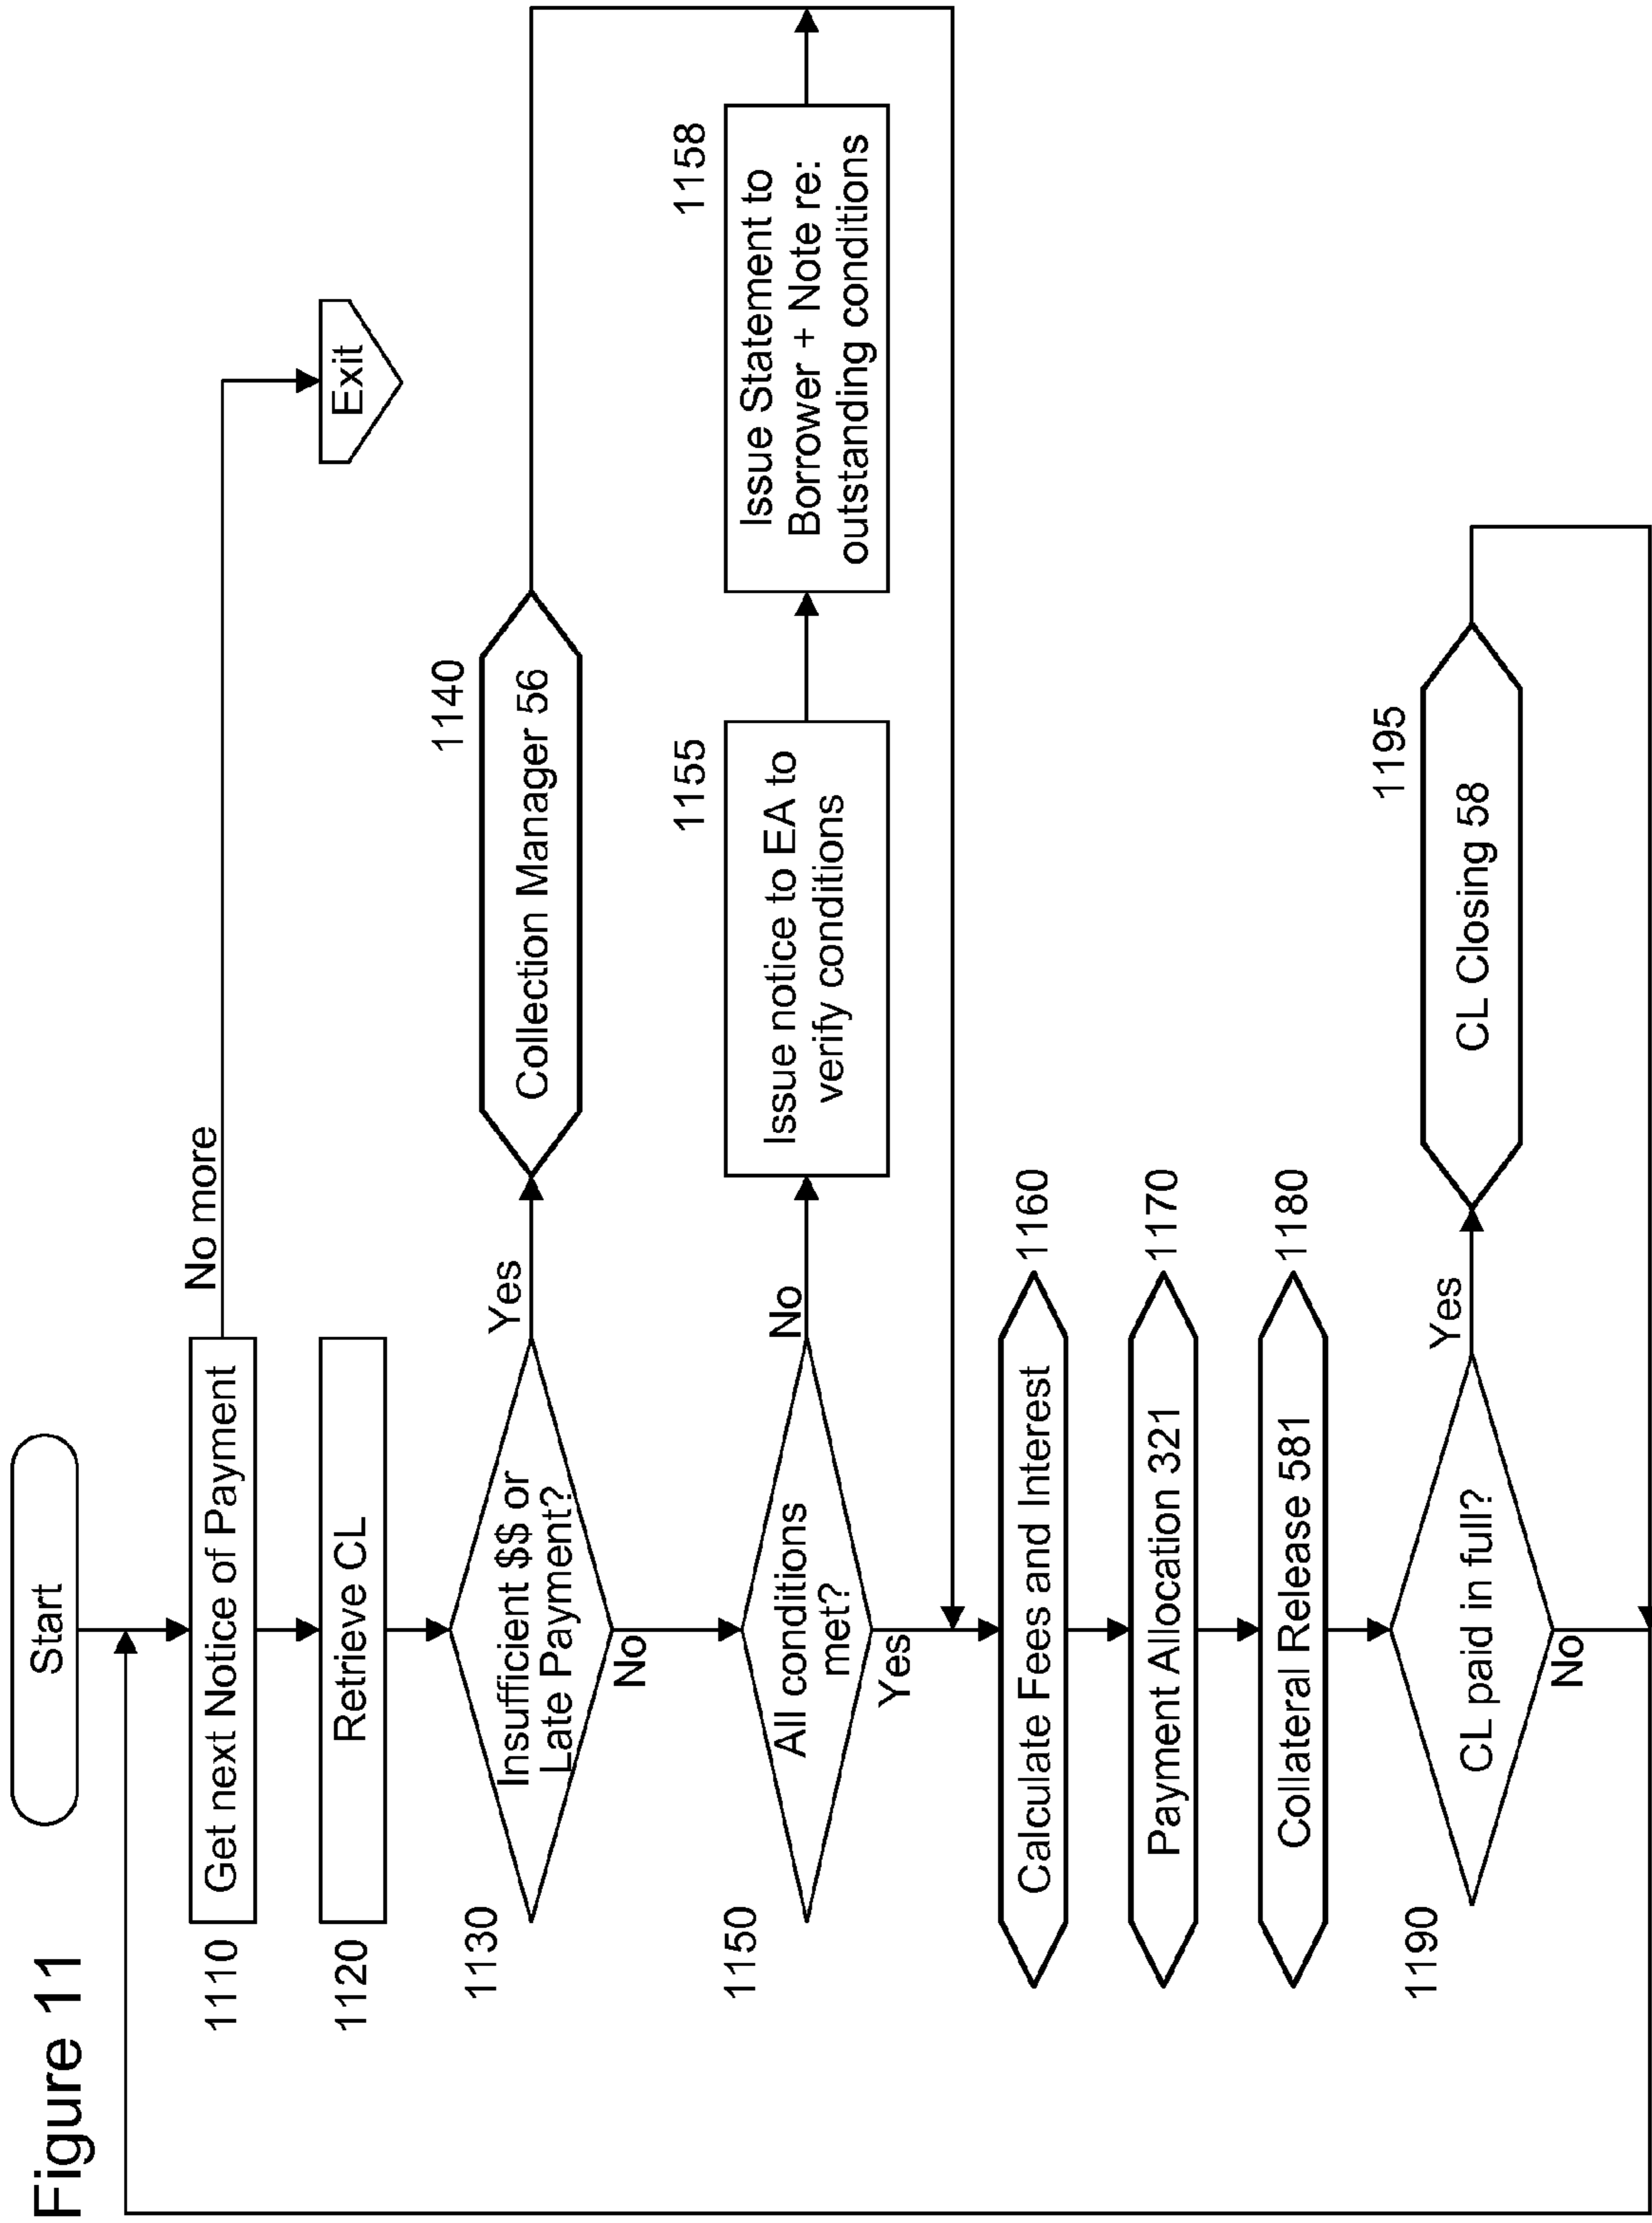 Figure 11
Start
1110
Get next Notice of Payment
No more
Exit
1120
Retrieve CL
1130
Insufficient $$ or
Late Payment?
Yes
No
1140
Collection Manager 56
1150
All conditions
met?
No
Yes
1155
Issue notice to EA to
verify conditions
1158
Issue Statement to
Borrower + Note re:
outstanding conditions
Calculate Fees and Interest
1160
Payment Allocation 321
1170
Collateral Release 581
1180
1190
CL paid in full?
Yes
No
1195
CL Closing 58